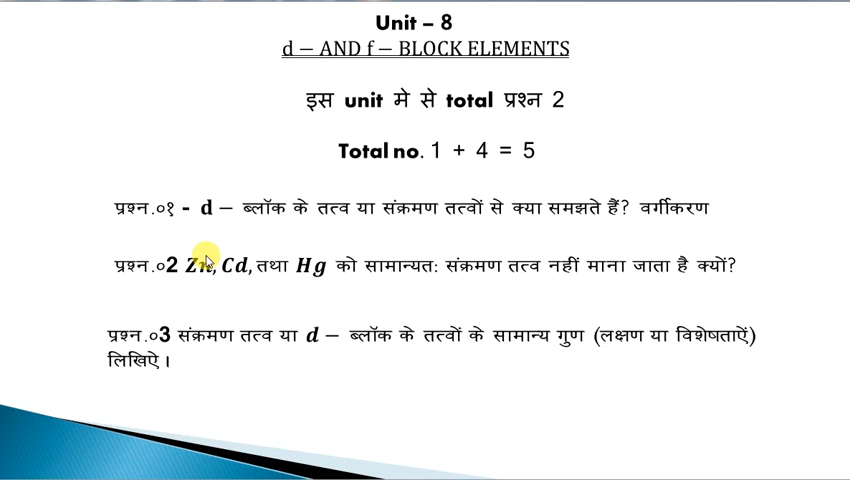 Unit – 8
d – AND f – BLOCK ELEMENTS
इस unit मे से total प्रश्न 2
Total no. 1 + 4 = 5
प्रश्न.०१ - d – ब्लॉक के तत्व या संक्रमण तत्वों से क्या समझते हैं? वर्गीकरण
प्रश्न.०2 Zn, Cd, तथा Hg को सामान्यत: संक्रमण तत्व नहीं माना जाता है क्यों?
प्रश्न.०3 संक्रमण तत्व या d – ब्लॉक के तत्वों के सामान्य गुण (लक्षण या विशेषताऐं)
लिखिऐ।